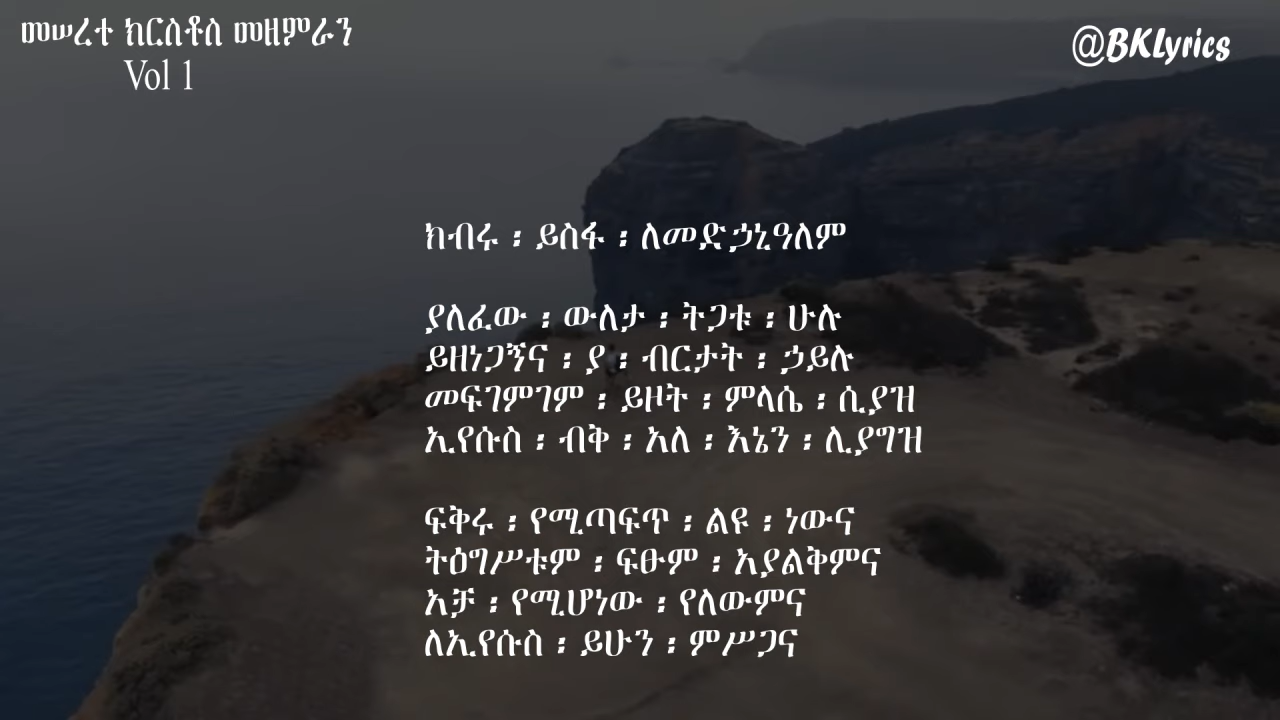 መሠረተ ክርስቶስ መዘምራን
Vol 1
@BKLyrics
ክብሩ ፡ ይስፋ ፡ ለመድኃኒዓለም
ያለፈው ፡ ውለታ ፡ ትጋቱ ፡ ሁሉ
ይዘነጋኝና ፡ ያ ፡ ብርታት ፡ ኃይሉ
መፍገምገም ፡ ይዞት ፡ ምላሴ ፡ ሲያዝ
ኢየሱስ ፡ ብቅ ፡ አለ ፡ እኔን ፡ ሊያግዝ
ፍቅሩ ፡ የሚጣፍጥ ፡ ልዩ ፡ ነውና
ትዕግሥቱም ፡ ፍፁም ፡ አያልቅምና
አቻ ፡ የሚሆነው ፡ የለውምና
ለኢየሱስ ፡ ይሁን ፡ ምሥጋና